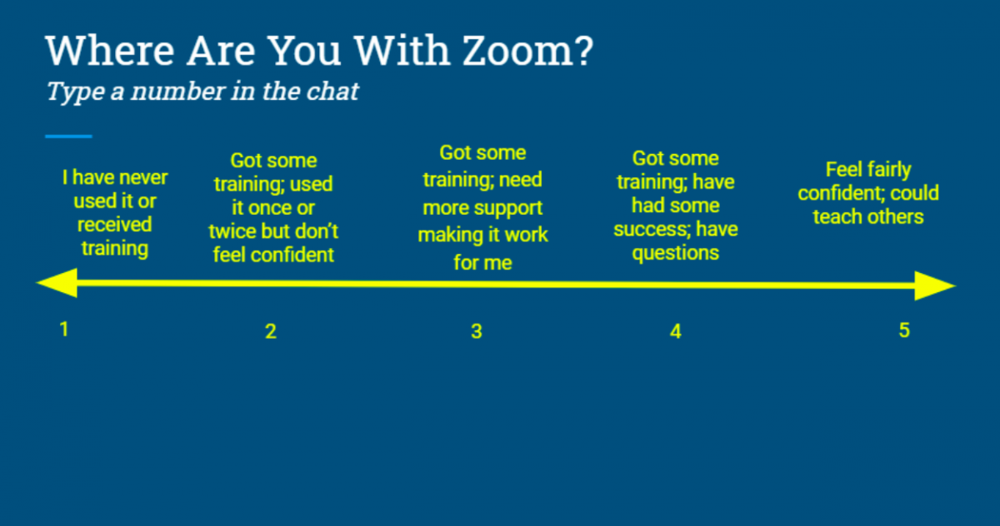 Where Are You With Zoom?
Type a number in the chat
I have never
used it or
received
training
Got some
training; used
it once or
twice but don’t
feel confident
Got some
training; need
more support
making it work
for me
Got some
training; have
had some
success; have
questions
Feel fairly
confident; could
teach others
1
2
3
4
5